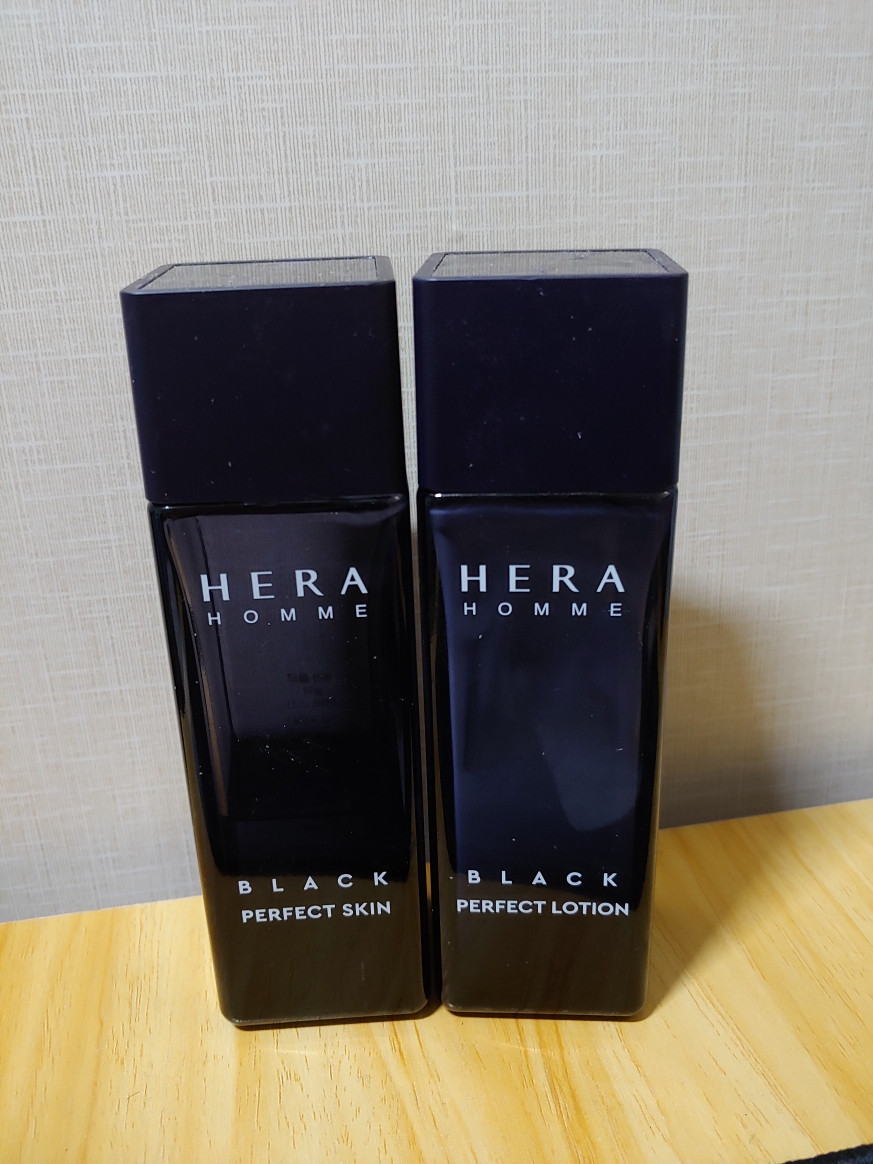 HERA
HOMME
BLACK
PERFECT SKIN
HERA
HOMME
BLACK
PERFECT LOTION